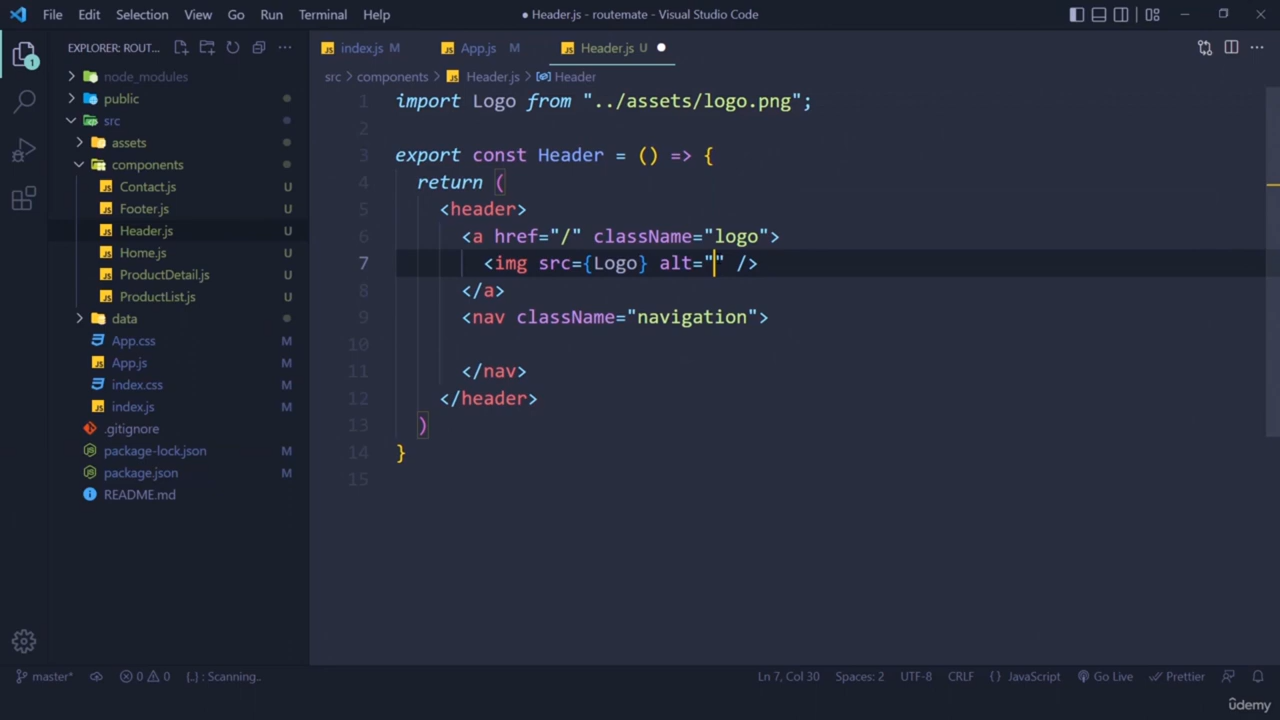 File Edit Selection View Go Run Terminal Help
● Header.js - routemate - Visual Studio Code
EXPLORER: ROUT...
index.js M
App.js M
Header.js U
src > components > Header.js > Header
1
node_modules
public
src
assets
components
Contact.js U
Footer.js U
Header.js U
Home.js U
ProductDetail.js U
ProductList.js U
data
App.css M
App.js M
index.css M
index.js M
.gitignore
package-lock.json M
package.json M
README.md
1 import Logo from "../assets/logo.png";
2
3 export const Header = () => {
4 return (
5 <header>
6 <a href="/" className="logo">
7 <img src={Logo} alt="" />
8 </a>
9 <nav className="navigation">
10
11 </nav>
12 </header>
13 )
14 }
15
master* 0 0 {..} : Scanning.. Ln 7, Col 30 Spaces: 2 UTF-8 CRLF {} JavaScript Go Live Prettier
ûdemy